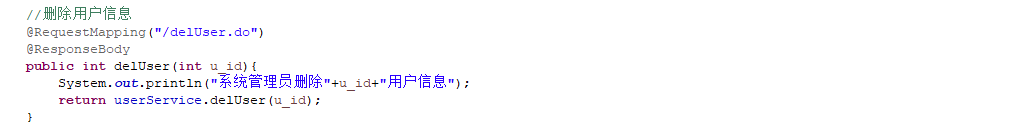 //删除用户信息
@RequestMapping("/delUser.do")
@ResponseBody
public int delUser(int u_id){
    System.out.println("系统管理员删除"+u_id+"用户信息");
    return userService.delUser(u_id);
}